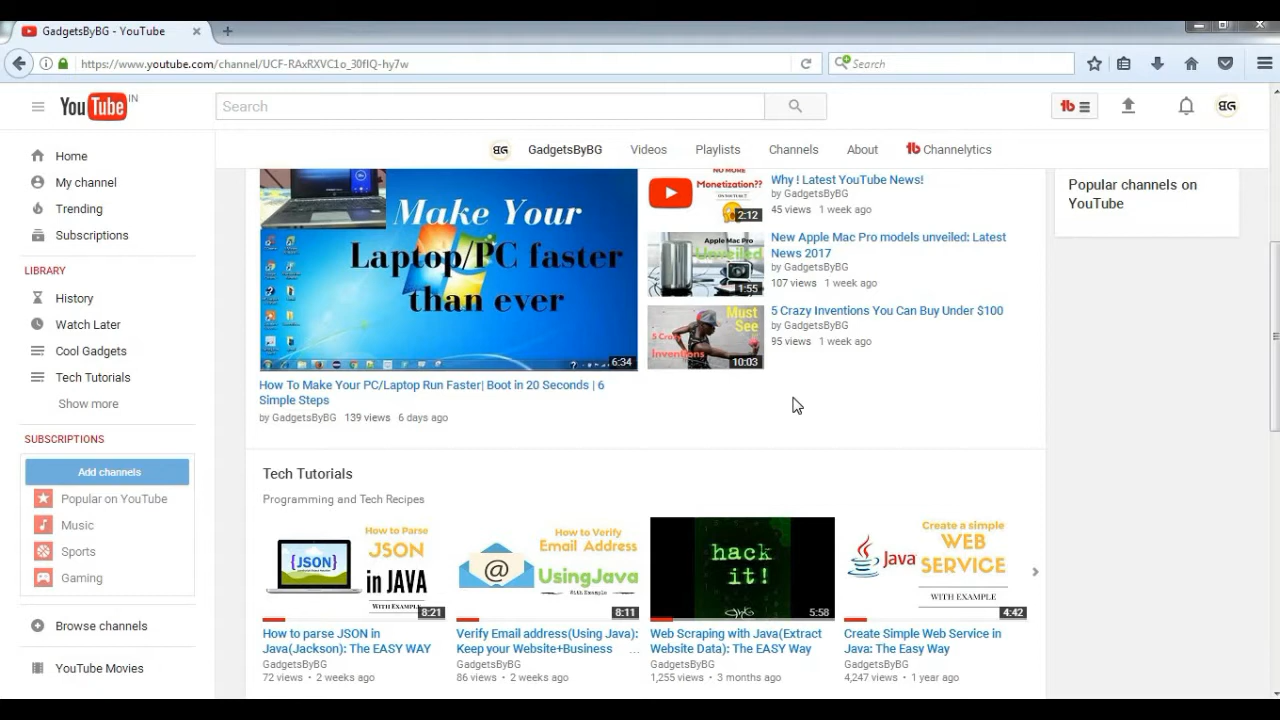 GadgetsByBG - YouTube
https://www.youtube.com/channel/UCF-RAxRXVC1o_30fIQ-hy7w
Search
YouTube IN
Search
GadgetsByBG Videos Playlists Channels About Channelytics
Home
My channel
Trending
Subscriptions
LIBRARY
History
Watch Later
Cool Gadgets
Tech Tutorials
Show more
SUBSCRIPTIONS
Add channels
Popular on YouTube
Music
Sports
Gaming
Browse channels
YouTube Movies
Make Your
Laptop/PC faster
than ever
6:34
How To Make Your PC/Laptop Run Faster| Boot in 20 Seconds | 6
Simple Steps
by GadgetsByBG 139 views 6 days ago
NO MORE
Monetization??
2:12
Why ! Latest YouTube News!
by GadgetsByBG
45 views 1 week ago
Apple Mac Pro
Unveiled
1:55
New Apple Mac Pro models unveiled: Latest
News 2017
by GadgetsByBG
107 views 1 week ago
Must
See
5 Crazy
Inventions
10:03
5 Crazy Inventions You Can Buy Under $100
by GadgetsByBG
95 views 1 week ago
Popular channels on
YouTube
Tech Tutorials
Programming and Tech Recipes
How to Parse
JSON
in JAVA
{JSON}
With Example
8:21
How to parse JSON in
Java(Jackson): The EASY WAY
GadgetsByBG
72 views • 2 weeks ago
How to Verify
Email Address
@
UsingJava
With Example
8:11
Verify Email address(Using Java):
Keep your Website+Business ...
GadgetsByBG
86 views • 2 weeks ago
hack
it!
5:58
Web Scraping with Java(Extract
Website Data): The EASY Way
GadgetsByBG
1,255 views • 3 months ago
Create a simple
WEB
SERVICE
Java
WITH EXAMPLE
4:42
Create Simple Web Service in
Java: The Easy Way
GadgetsByBG
4,247 views • 1 year ago